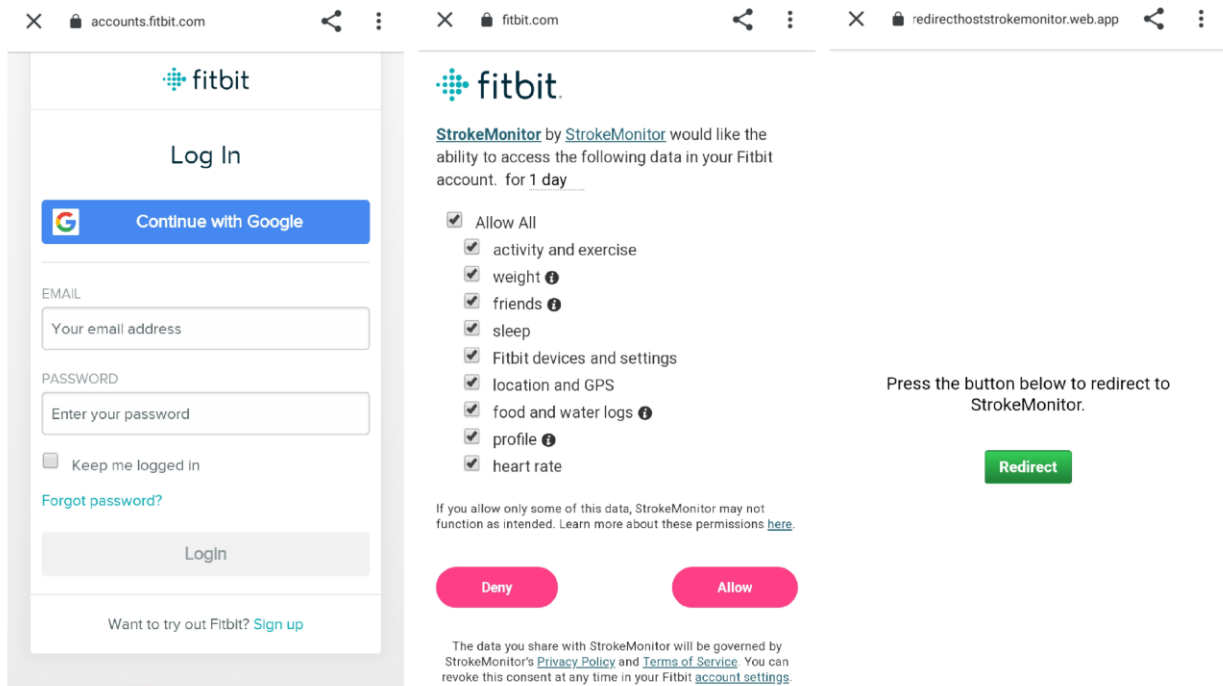 accounts.fitbit.com
fitbit
Log In
Continue with Google
EMAIL
Your email address
PASSWORD
Enter your password
Keep me logged in
Forgot password?
Login
Want to try out Fitbit? Sign up
fitbit.com
fitbit.
StrokeMonitor by StrokeMonitor would like the
ability to access the following data in your Fitbit
account. for 1 day
Allow All
activity and exercise
weight
friends
sleep
Fitbit devices and settings
location and GPS
food and water logs
profile
heart rate
If you allow only some of this data, StrokeMonitor may not
function as intended. Learn more about these permissions here.
Deny
Allow
The data you share with StrokeMonitor will be governed by
StrokeMonitor's Privacy Policy and Terms of Service. You can
revoke this consent at any time in your Fitbit account settings.
redirecthoststrokemonitor.web.app
Press the button below to redirect to
StrokeMonitor.
Redirect